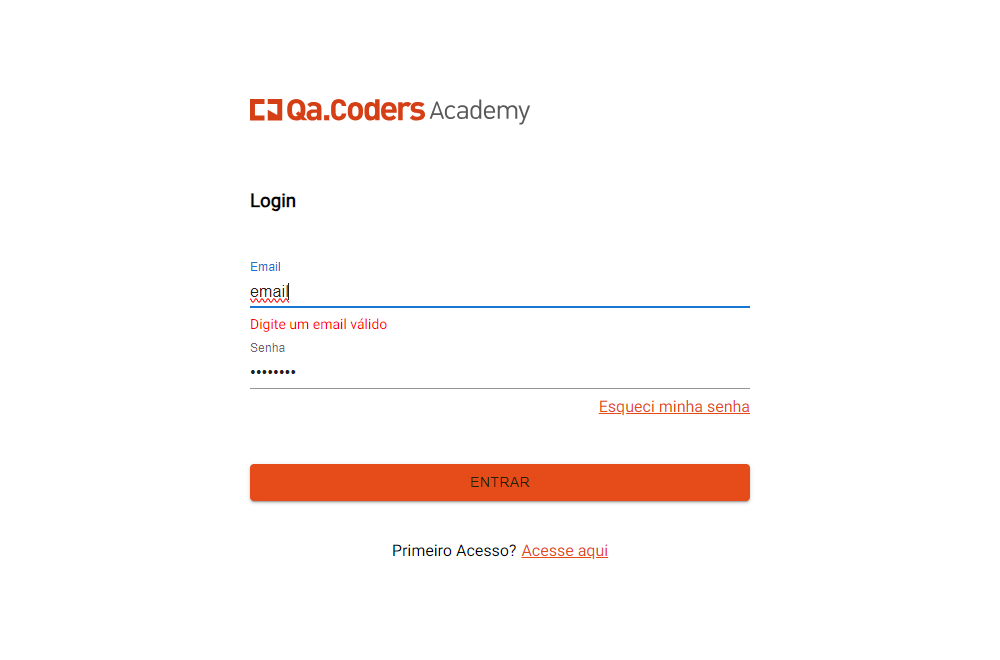 Qa.Coders Academy
Login
Email
email
Digite um email válido
Senha
••••••••
Esqueci minha senha
ENTRAR
Primeiro Acesso? Acesse aqui